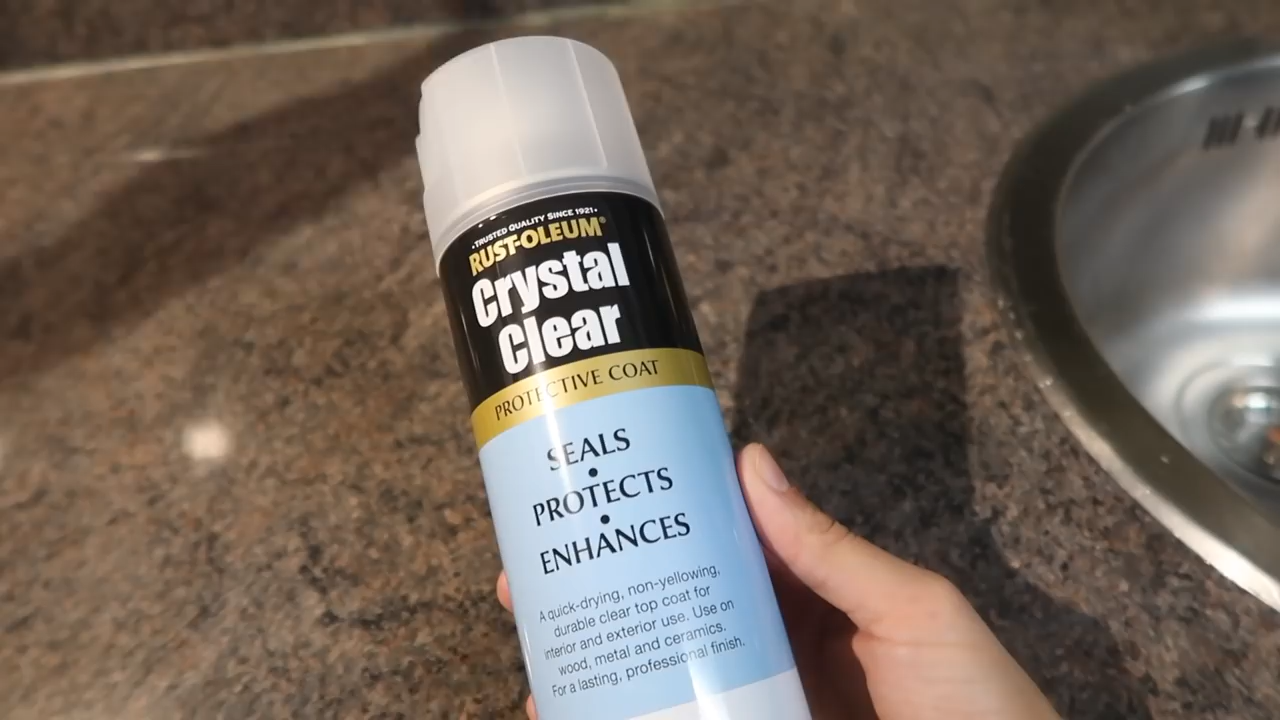 •TRUSTED QUALITY SINCE 1921•
RUST-OLEUM®
Crystal
Clear
PROTECTIVE COAT
SEALS
•
PROTECTS
•
ENHANCES
A quick-drying, non-yellowing,
durable clear top coat for
interior and exterior use. Use on
wood, metal and ceramics.
For a lasting, professional finish.